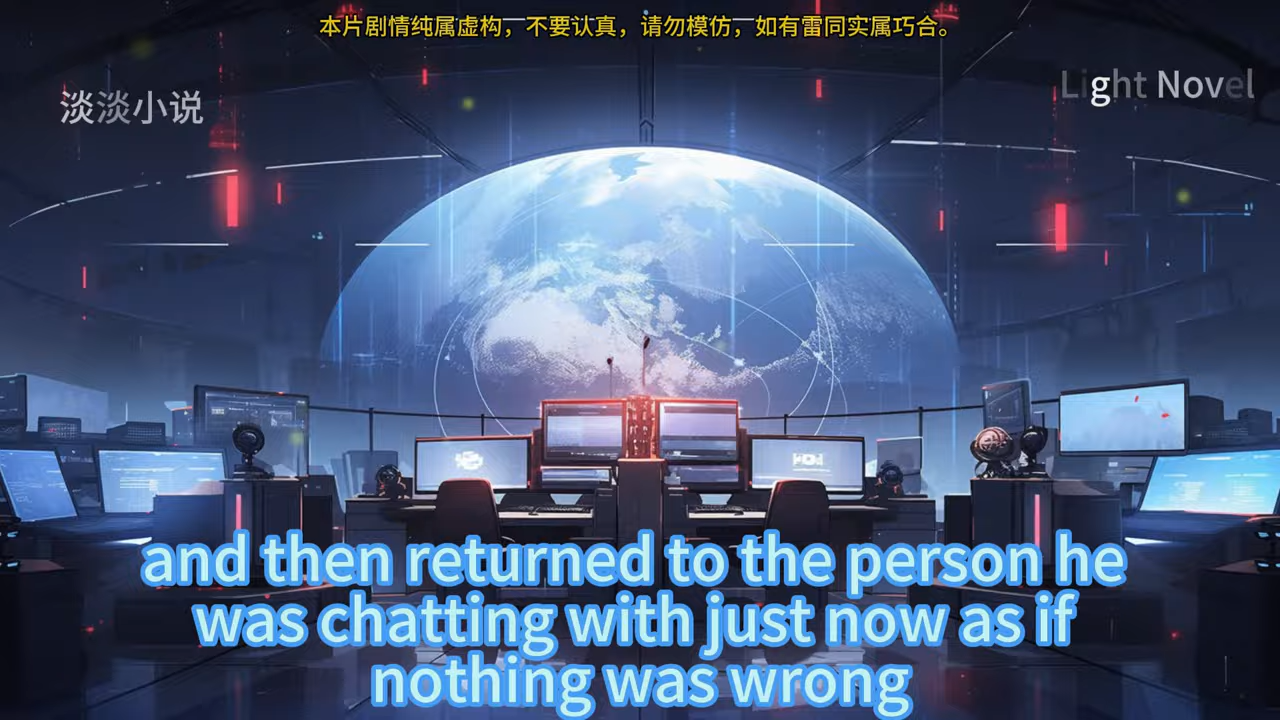 本片剧情纯属虚构，不要认真，请勿模仿，如有雷同实属巧合。
淡淡小说
Light Novel
and then returned to the person he
was chatting with just now as if
nothing was wrong